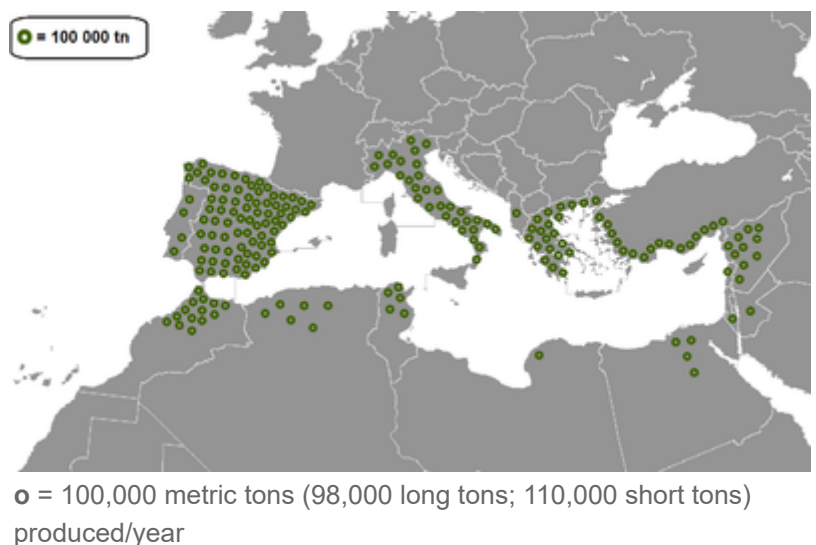 = 100 000 tn
o = 100,000 metric tons (98,000 long tons; 110,000 short tons)
produced/year